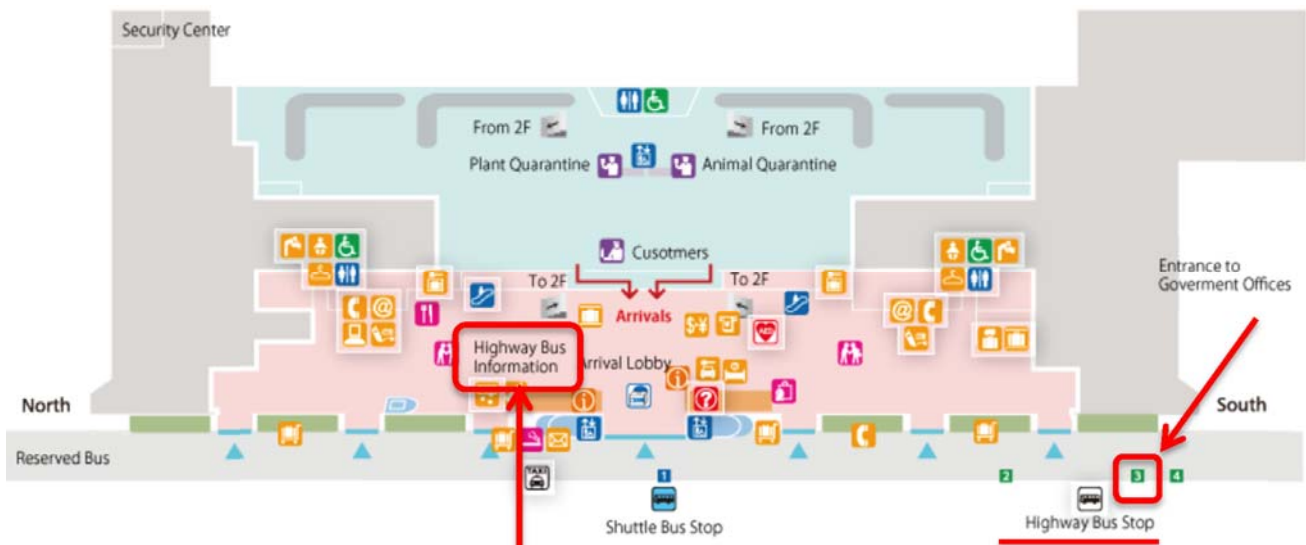 Security Center
From 2F
From 2F
Plant Quarantine
Animal Quarantine
Cusotmers
To 2F
To 2F
Arrivals
Entrance to
Goverment Offices
@
@
$¥
AED
Highway Bus
Information
Arrival Lobby
i
i
?
North
South
Reserved Bus
TAXI
1
2
3
4
Shuttle Bus Stop
Highway Bus Stop